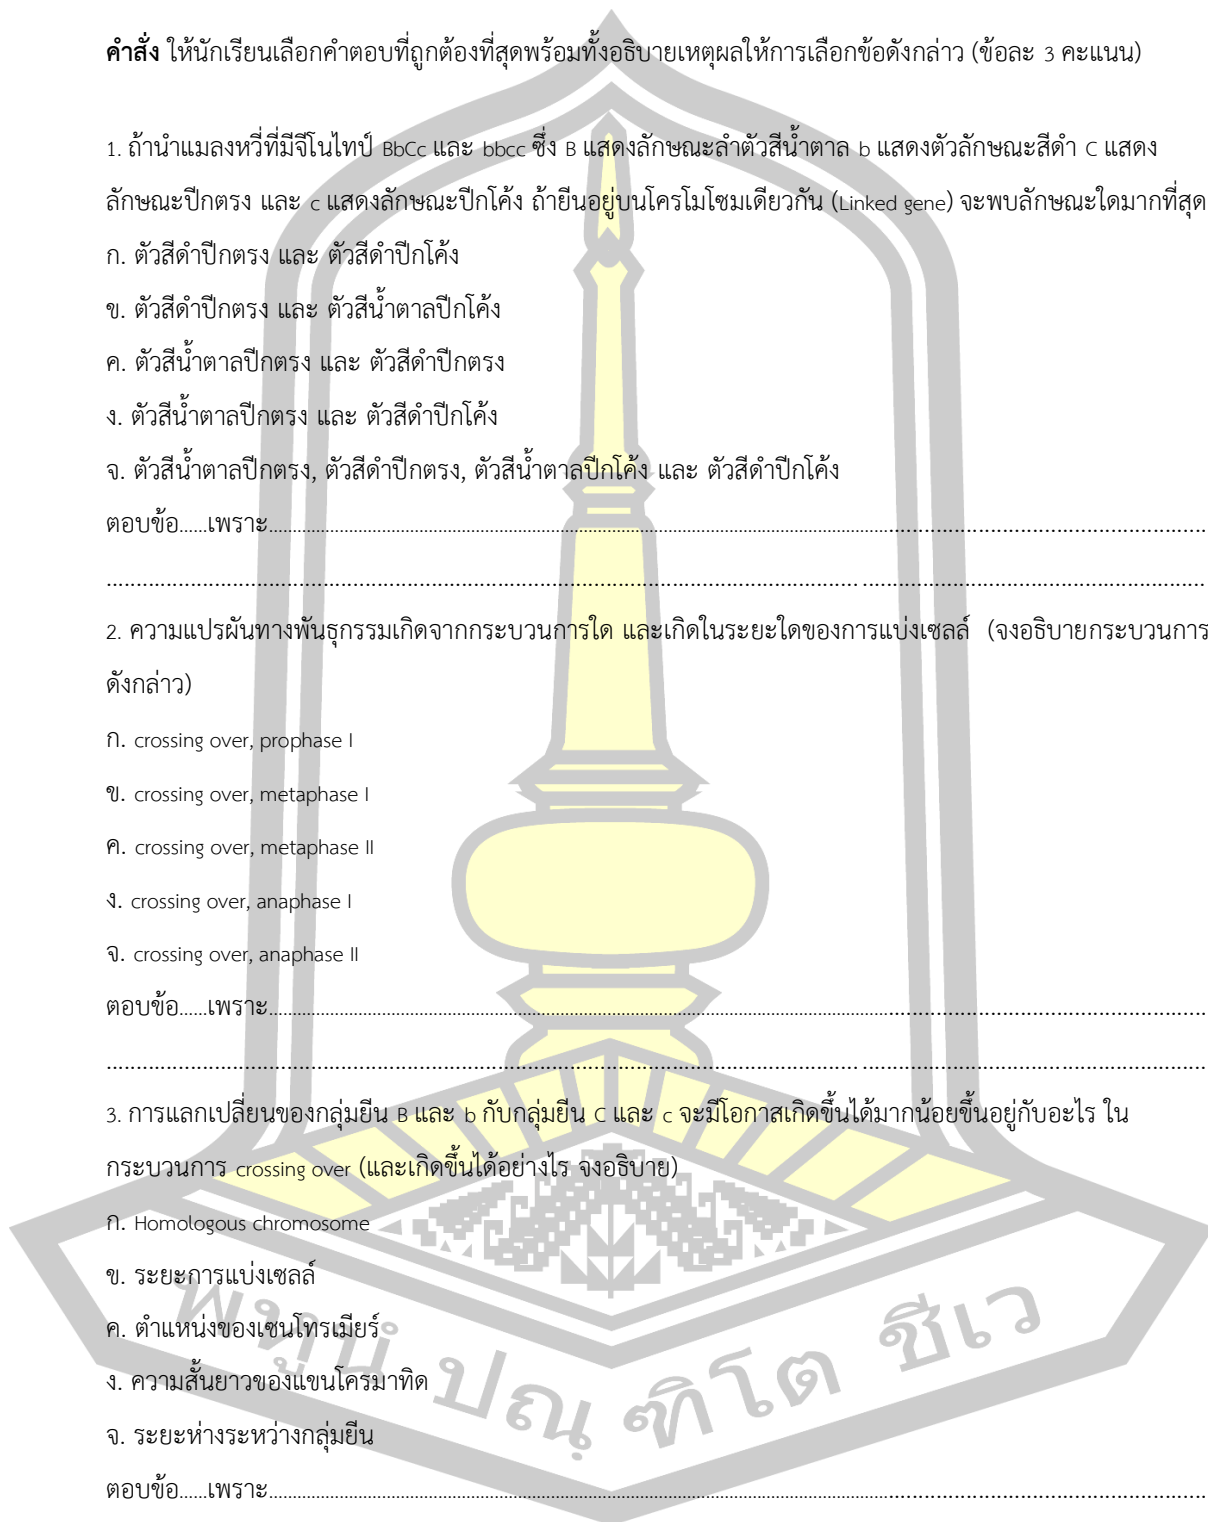 คำสั่ง ให้นักเรียนเลือกคำตอบที่ถูกต้องที่สุดพร้อมทั้งอธิบายเหตุผลให้การเลือกข้อดังกล่าว (ข้อละ 3 คะแนน)
1. ถ้านำแมลงหวี่ที่มีจีโนไทป์ BbCc และ bbcc ซึ่ง B แสดงลักษณะลำตัวสีน้ำตาล b แสดงตัวลักษณะสีดำ C แสดง
ลักษณะปีกตรง และ c แสดงลักษณะปีกโค้ง ถ้ายีนอยู่บนโครโมโซมเดียวกัน (Linked gene) จะพบลักษณะใดมากที่สุด
ก. ตัวสีดำปีกตรง และ ตัวสีดำปีกโค้ง
ข. ตัวสีดำปีกตรง และ ตัวสีน้ำตาลปีกโค้ง
ค. ตัวสีน้ำตาลปีกตรง และ ตัวสีดำปีกตรง
ง. ตัวสีน้ำตาลปีกตรง และ ตัวสีดำปีกโค้ง
จ. ตัวสีน้ำตาลปีกตรง, ตัวสีดำปีกตรง, ตัวสีน้ำตาลปีกโค้ง และ ตัวสีดำปีกโค้ง
ตอบข้อ......เพราะ..............................................................................
..............................................................................
2. ความแปรผันทางพันธุกรรมเกิดจากกระบวนการใด และเกิดในระยะใดของการแบ่งเซลล์ (จงอธิบายกระบวนการ
ดังกล่าว)
ก. crossing over, prophase I
ข. crossing over, metaphase I
ค. crossing over, metaphase II
ง. crossing over, anaphase I
จ. crossing over, anaphase II
ตอบข้อ......เพราะ..............................................................................
..............................................................................
3. การแลกเปลี่ยนของกลุ่มยีน B และ b กับกลุ่มยีน C และ c จะมีโอกาสเกิดขึ้นได้มากน้อยขึ้นอยู่กับอะไร ใน
กระบวนการ crossing over (และเกิดขึ้นได้อย่างไร จงอธิบาย)
ก. Homologous chromosome
ข. ระยะการแบ่งเซลล์
ค. ตำแหน่งของเซนโทรเมียร์
ง. ความสั้นยาวของแขนโครมาทิด
จ. ระยะห่างระหว่างกลุ่มยีน
ตอบข้อ......เพราะ..............................................................................
พหูนํ ปณฺฑิโต ชีเว